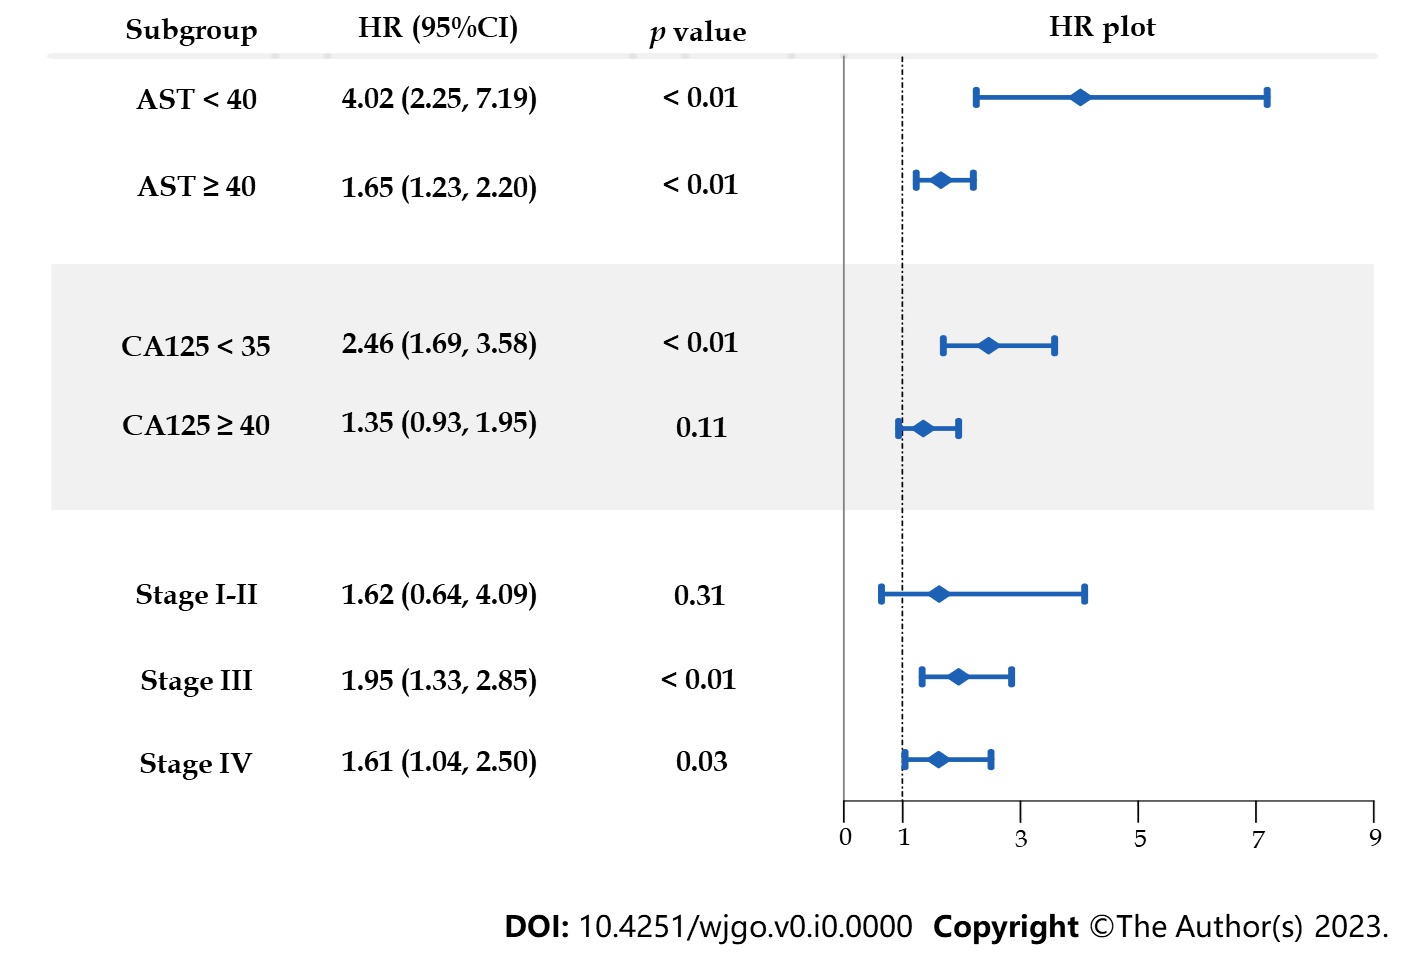 Subgroup HR (95%CI) p value HR plot
AST < 40 4.02 (2.25, 7.19) < 0.01
AST ≥ 40 1.65 (1.23, 2.20) < 0.01
CA125 < 35 2.46 (1.69, 3.58) < 0.01
CA125 ≥ 40 1.35 (0.93, 1.95) 0.11
Stage I-II 1.62 (0.64, 4.09) 0.31
Stage III 1.95 (1.33, 2.85) < 0.01
Stage IV 1.61 (1.04, 2.50) 0.03
0 1 3 5 7 9
DOI: 10.4251/wjgo.v0.i0.0000 Copyright ©The Author(s) 2023.